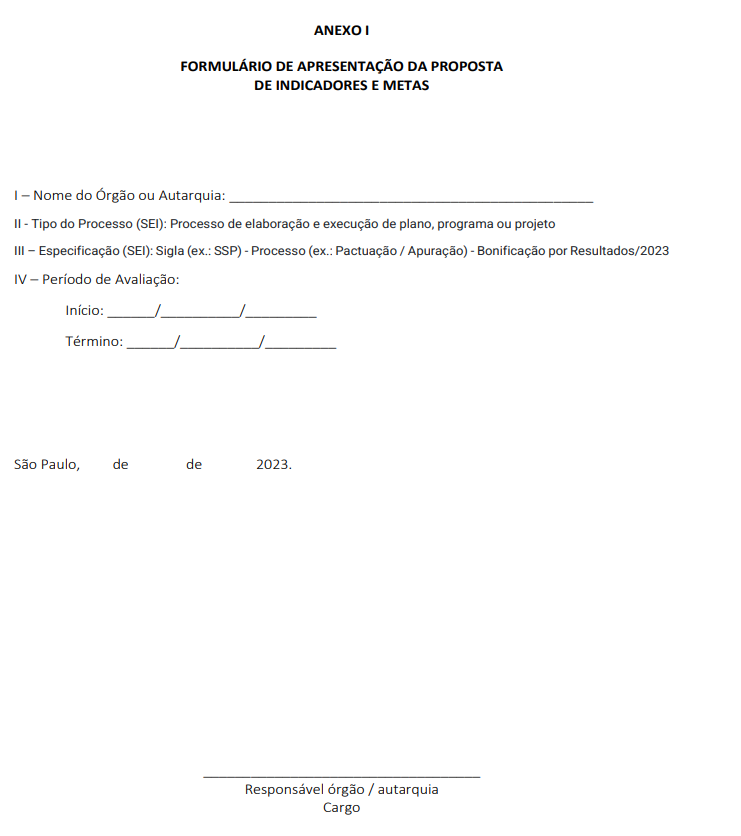 ANEXO I
FORMULÁRIO DE APRESENTAÇÃO DA PROPOSTA
DE INDICADORES E METAS
I – Nome do Órgão ou Autarquia: _______________________________________________
II - Tipo do Processo (SEI): Processo de elaboração e execução de plano, programa ou projeto
III – Especificação (SEI): Sigla (ex.: SSP) - Processo (ex.: Pactuação / Apuração) - Bonificação por Resultados/2023
IV – Período de Avaliação:
Início: ______/__________/_________
Término: ______/__________/_________
São Paulo, de de 2023.
____________________________________
Responsável órgão / autarquia
Cargo